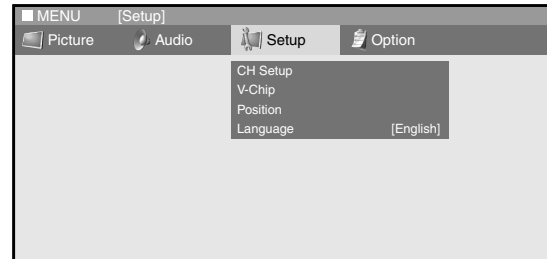 MENU [Setup]
Picture Audio Setup Option
CH Setup
V-Chip
Position
Language [English]